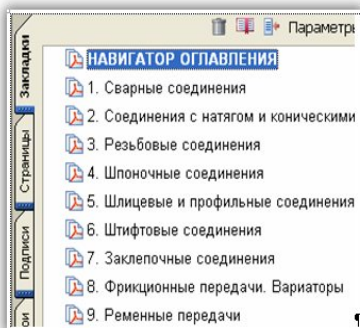 Параметры
НАВИГАТОР ОГЛАВЛЕНИЯ
1. Сварные соединения
2. Соединения с натягом и коническими
3. Резьбовые соединения
4. Шпоночные соединения
5. Шлицевые и профильные соединения
6. Штифтовые соединения
7. Заклепочные соединения
8. Фрикционные передачи. Вариаторы
9. Ременные передачи
Закладки
Страницы
Подписи